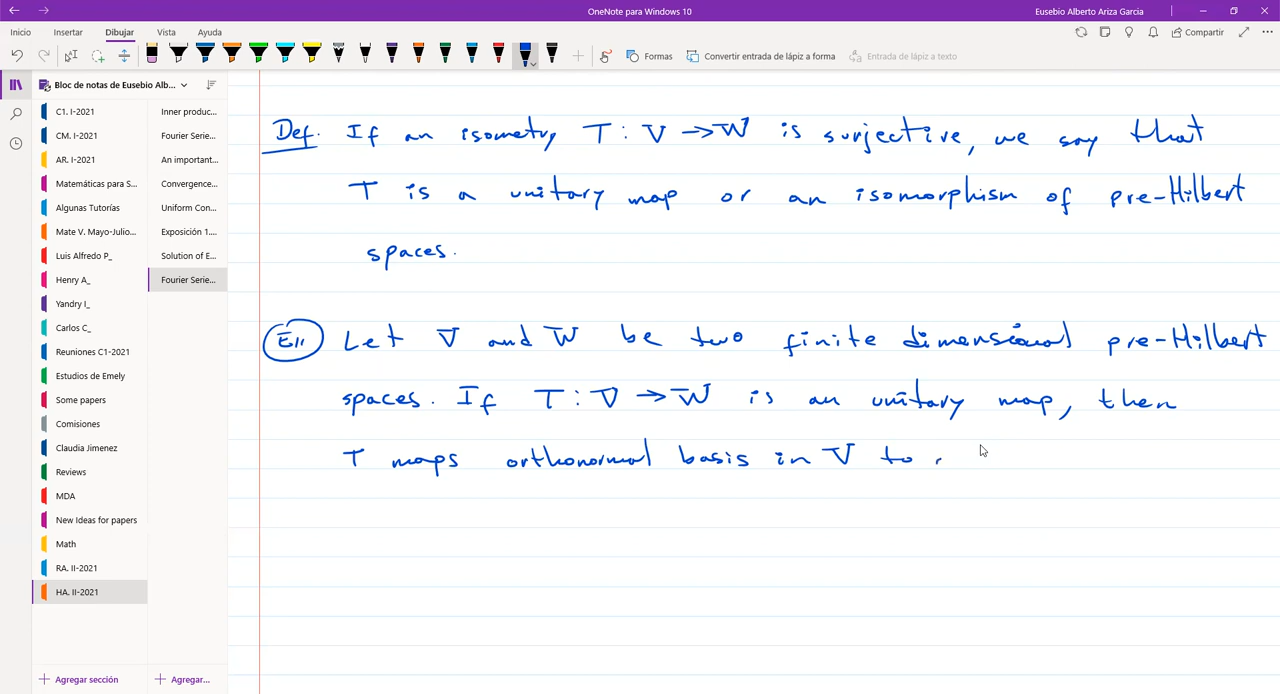 OneNote para Windows 10
Eusebio Alberto Ariza Garcia
Inicio Insertar Dibujar Vista Ayuda
Compartir
Formas Convertir entrada de lápiz a forma Entrada de lápiz a texto
Bloc de notas de Eusebio Alb...
C1. I-2021
CM. I-2021
AR. I-2021
Matemáticas para S...
Algunas Tutorías
Mate V. Mayo-Julio...
Luis Alfredo P_
Henry A_
Yandry I_
Carlos C_
Reuniones C1-2021
Estudios de Emely
Some papers
Comisiones
Claudia Jimenez
Reviews
MDA
New Ideas for papers
Math
RA. II-2021
HA. II-2021
Agregar sección
Inner produc...
Fourier Serie...
An important...
Convergence...
Uniform Con...
Exposición 1....
Solution of E...
Fourier Serie...
Agregar...
Def. If an isometry T : V → W is surjective, we say that
T is a unitary map or an isomorphism of pre-Hilbert
spaces.
E11 Let V and W be two finite dimensional pre-Hilbert
spaces. If T : V → W is an unitary map, then
T maps orthonormal basis in V to